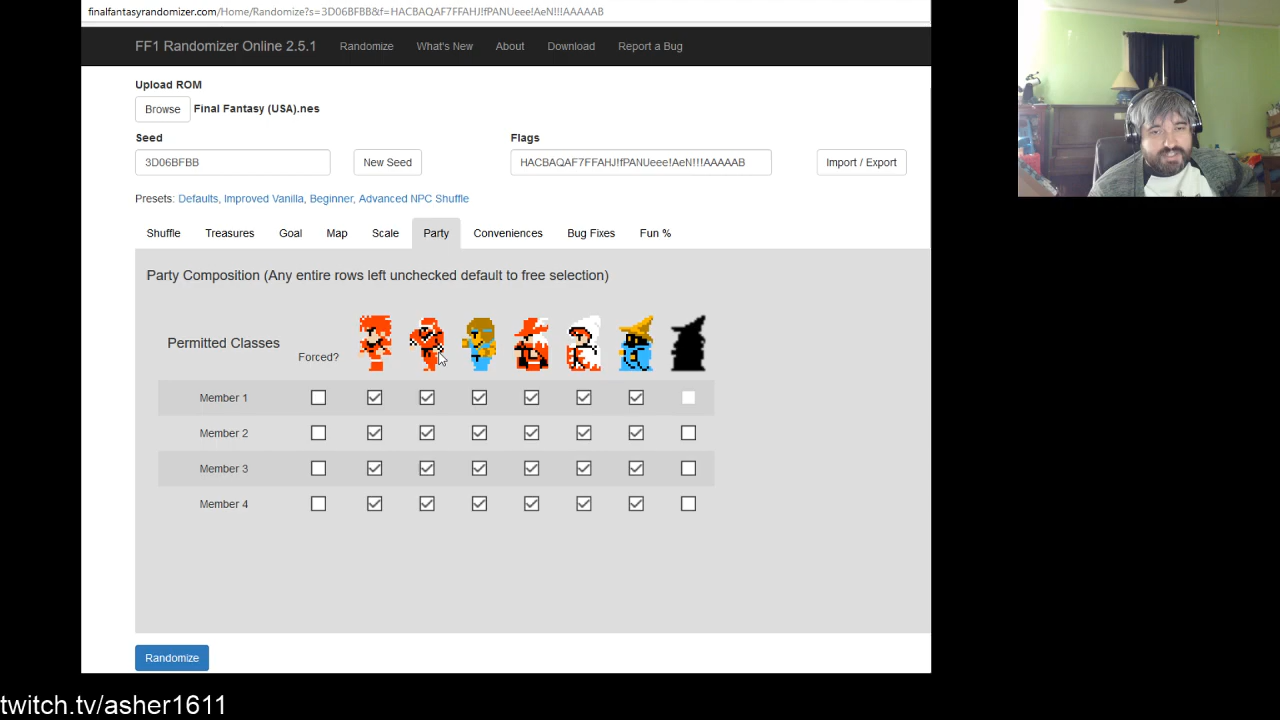 finalfantasyrandomizer.com/Home/Randomize?s=3D06BFBB&f=HACBAQAF7FFAHJ!fPANUeee!AeN!!!AAAAAB
FF1 Randomizer Online 2.5.1 Randomize What's New About Download Report a Bug
Upload ROM
Browse Final Fantasy (USA).nes
Seed Flags
3D06BFBB New Seed HACBAQAF7FFAHJ!fPANUeee!AeN!!!AAAAAB Import / Export
Presets: Defaults, Improved Vanilla, Beginner, Advanced NPC Shuffle
Shuffle Treasures Goal Map Scale Party Conveniences Bug Fixes Fun %
Party Composition (Any entire rows left unchecked default to free selection)
Permitted Classes Forced?
Member 1
Member 2
Member 3
Member 4
Randomize
twitch.tv/asher1611